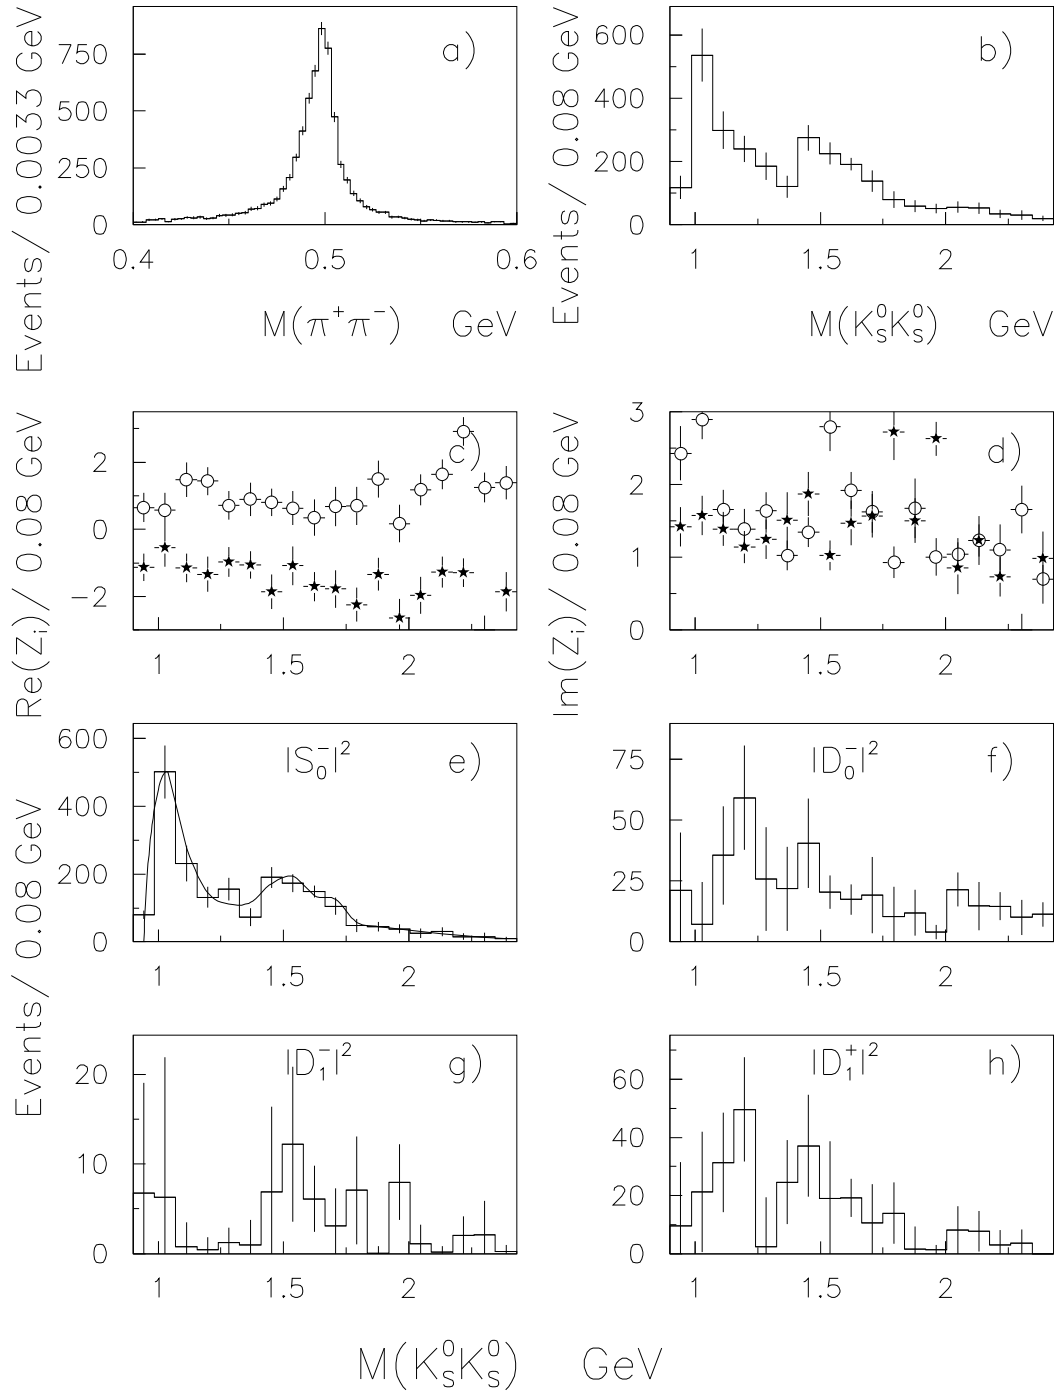 Events/ 0.0033 GeV
750
500
250
0
0.4
0.5
0.6
M(π⁺π⁻) GeV
a)
Events/ 0.08 GeV
600
400
200
0
1
1.5
2
M(K⁰SK⁰S) GeV
b)
Re(Zᵢ)/ 0.08 GeV
2
0
−2
1
1.5
2
c)
Im(Zᵢ)/ 0.08 GeV
3
2
1
0
1
1.5
2
d)
Events/ 0.08 GeV
600
400
200
0
1
1.5
2
|S₀⁻|²
e)
75
50
25
0
1
1.5
2
|D₀⁻|²
f)
20
10
0
1
1.5
2
|D₁⁻|²
g)
60
40
20
0
1
1.5
2
|D₁⁺|²
h)
M(K⁰SK⁰S) GeV